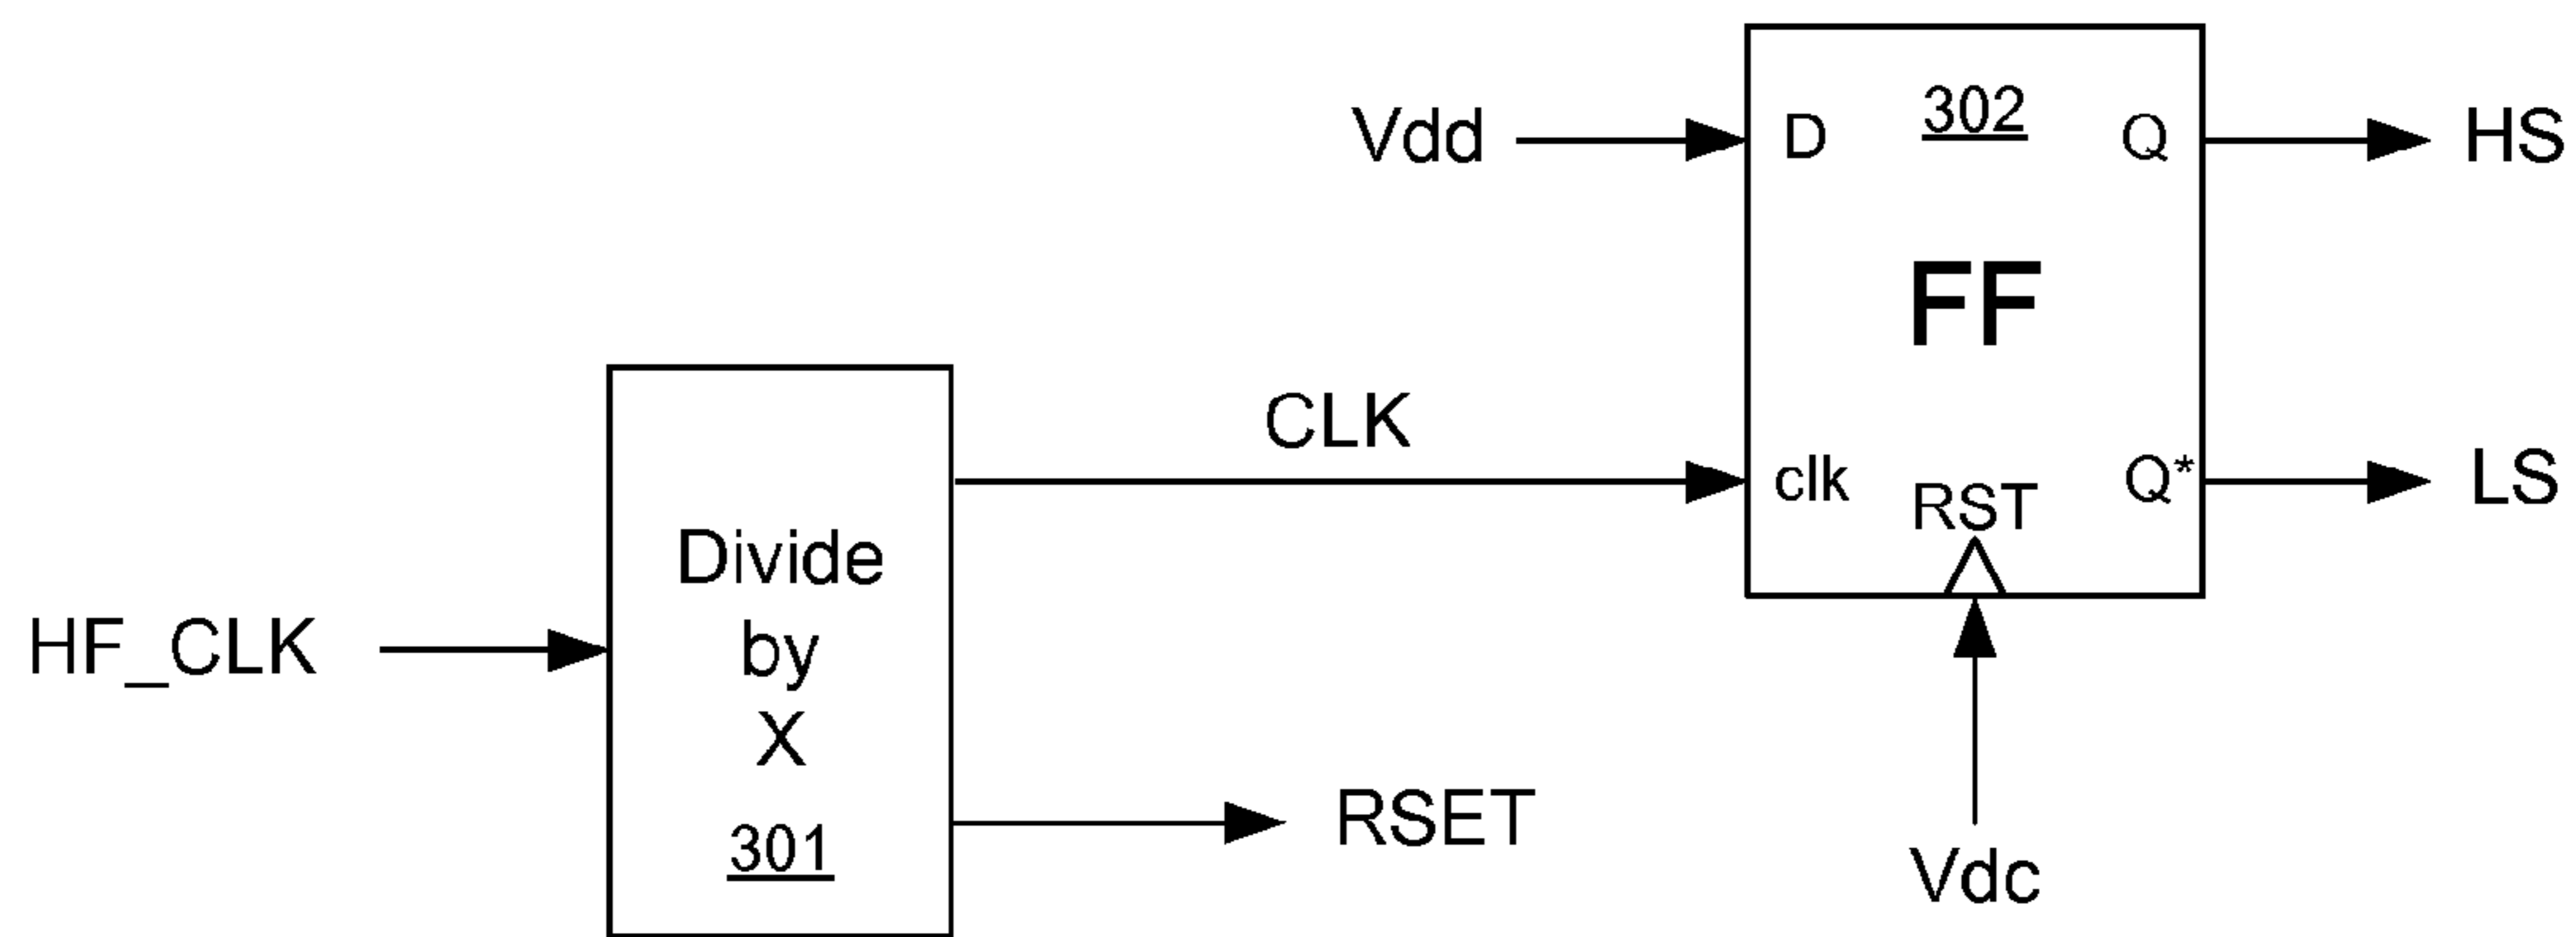 302
Vdd
D
Q
HS
FF
CLK
clk
RST
Q*
LS
HF_CLK
Divide
by
X
301
RSET
Vdc